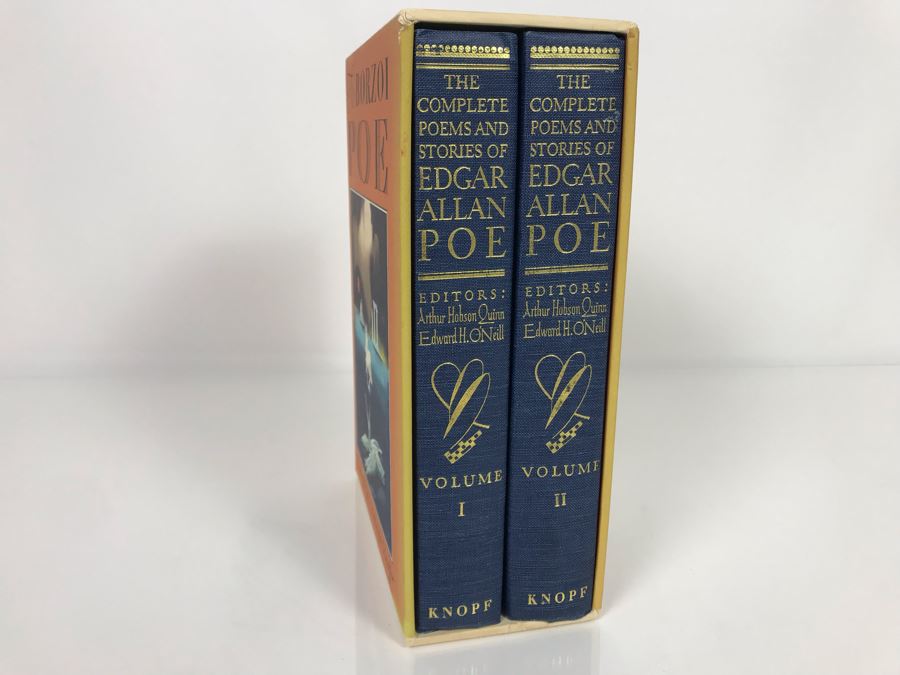 BORZOI
POE
THE
COMPLETE
POEMS AND
STORIES OF
EDGAR
ALLAN
POE
EDITORS:
Arthur Hobson Quinn
Edward H. O'Neill
VOLUME
I
KNOPF
THE
COMPLETE
POEMS AND
STORIES OF
EDGAR
ALLAN
POE
EDITORS:
Arthur Hobson Quinn
Edward H. O'Neill
VOLUME
II
KNOPF